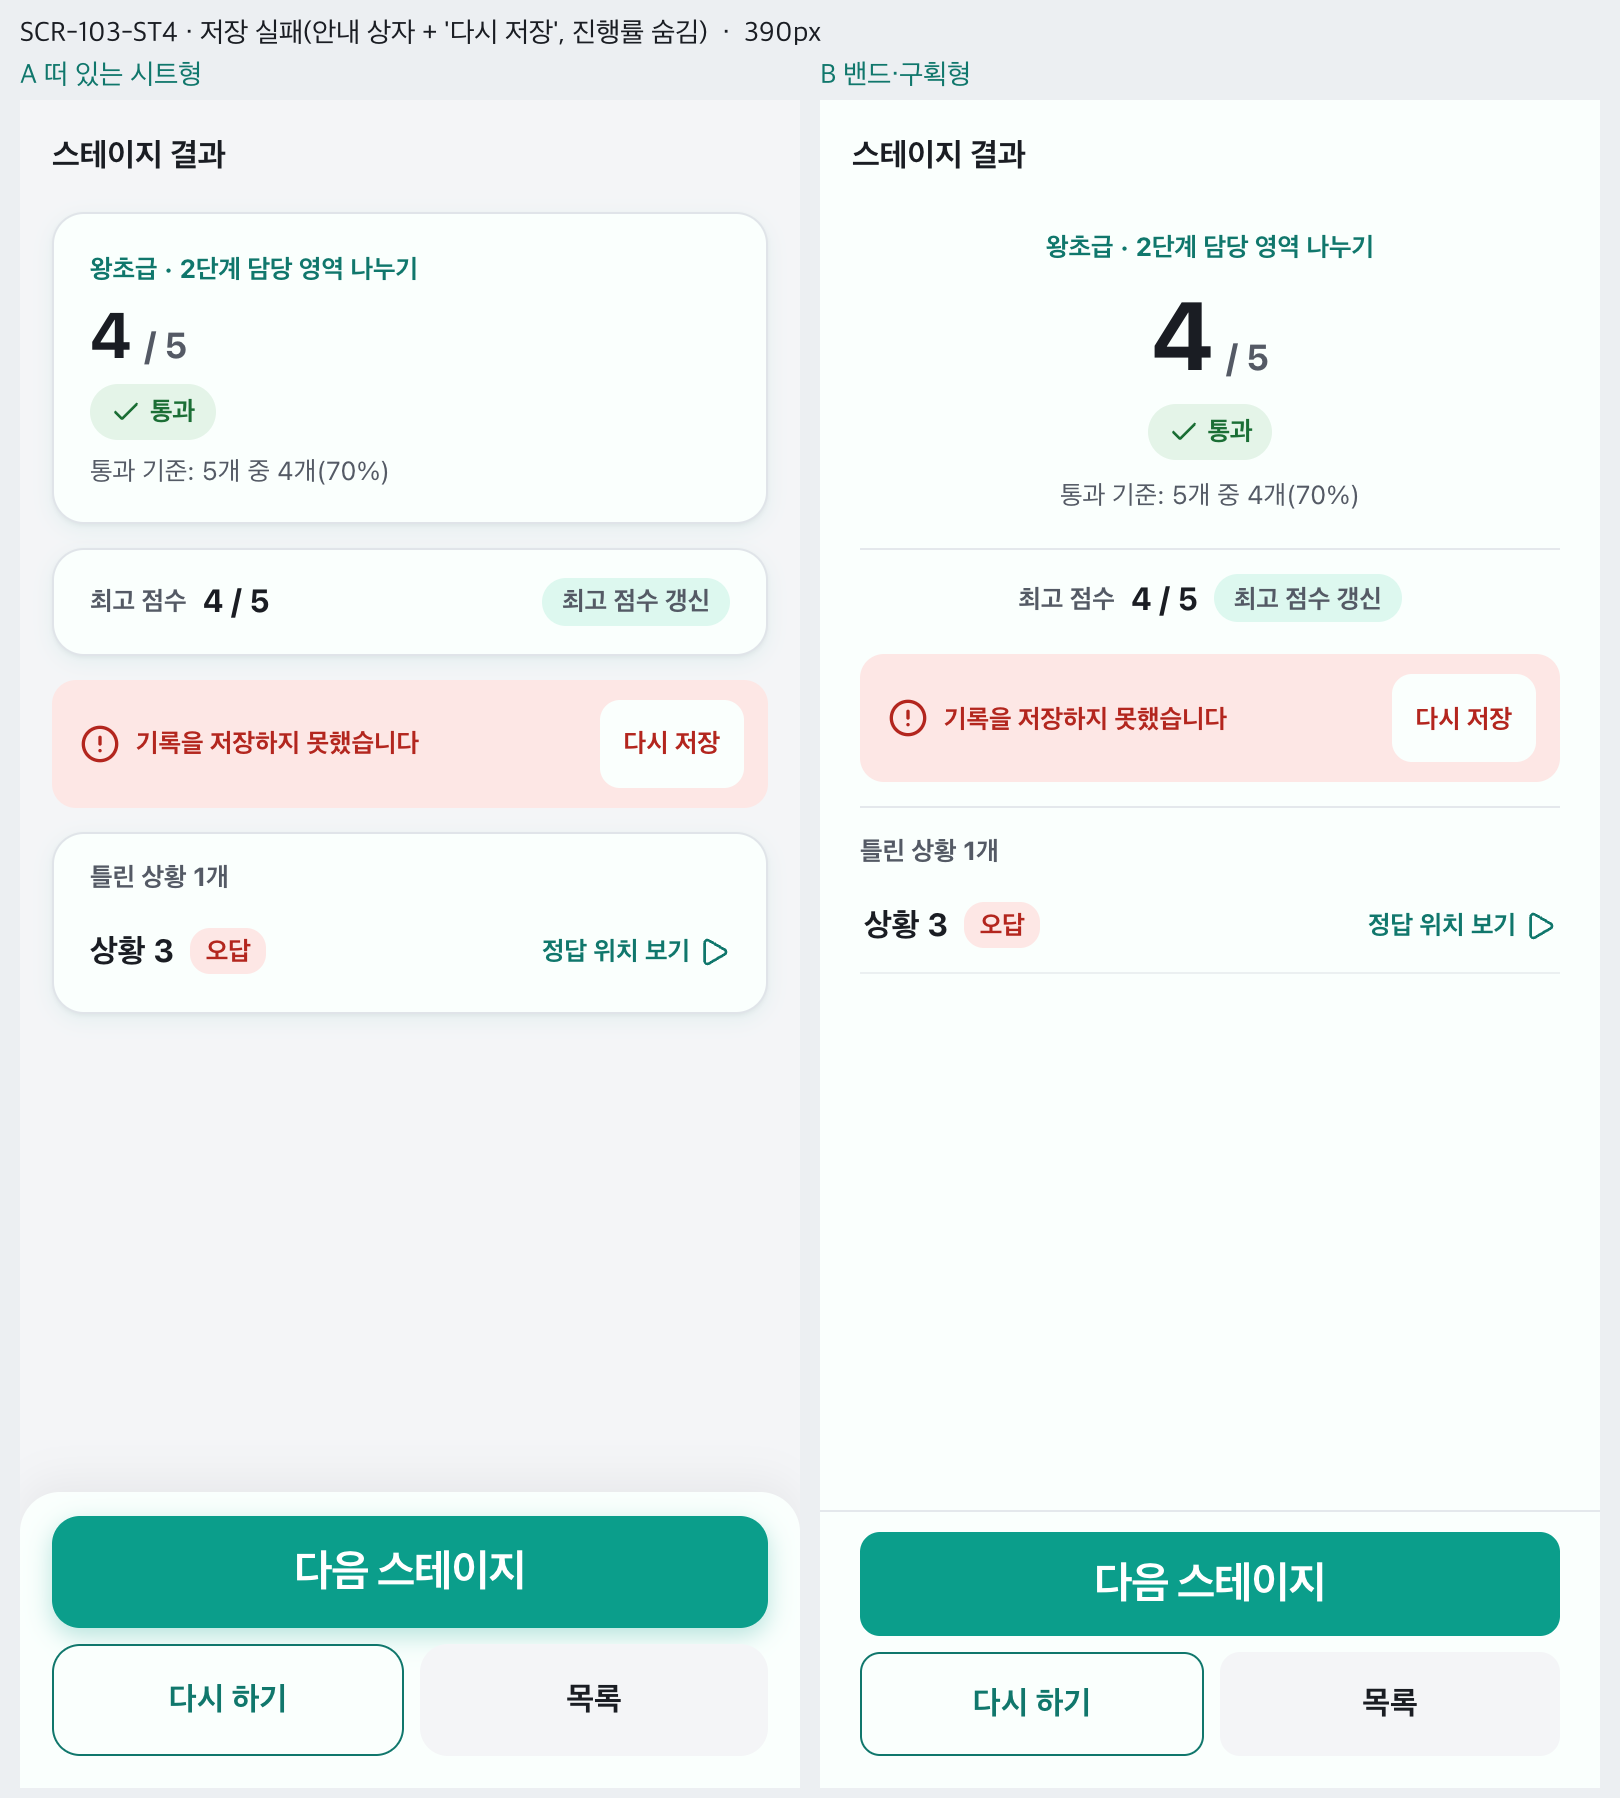 SCR-103-ST4 · 저장 실패(안내 상자 + '다시 저장', 진행률 숨김) · 390px
A 떠 있는 시트형
스테이지 결과
왕초급 · 2단계 담당 영역 나누기
4 / 5
통과
통과 기준: 5개 중 4개(70%)
최고 점수 4 / 5 최고 점수 갱신
기록을 저장하지 못했습니다 다시 저장
틀린 상황 1개
상황 3 오답 정답 위치 보기
다음 스테이지
다시 하기 목록
B 밴드·구획형
스테이지 결과
왕초급 · 2단계 담당 영역 나누기
4 / 5
통과
통과 기준: 5개 중 4개(70%)
최고 점수 4 / 5 최고 점수 갱신
기록을 저장하지 못했습니다 다시 저장
틀린 상황 1개
상황 3 오답 정답 위치 보기
다음 스테이지
다시 하기 목록